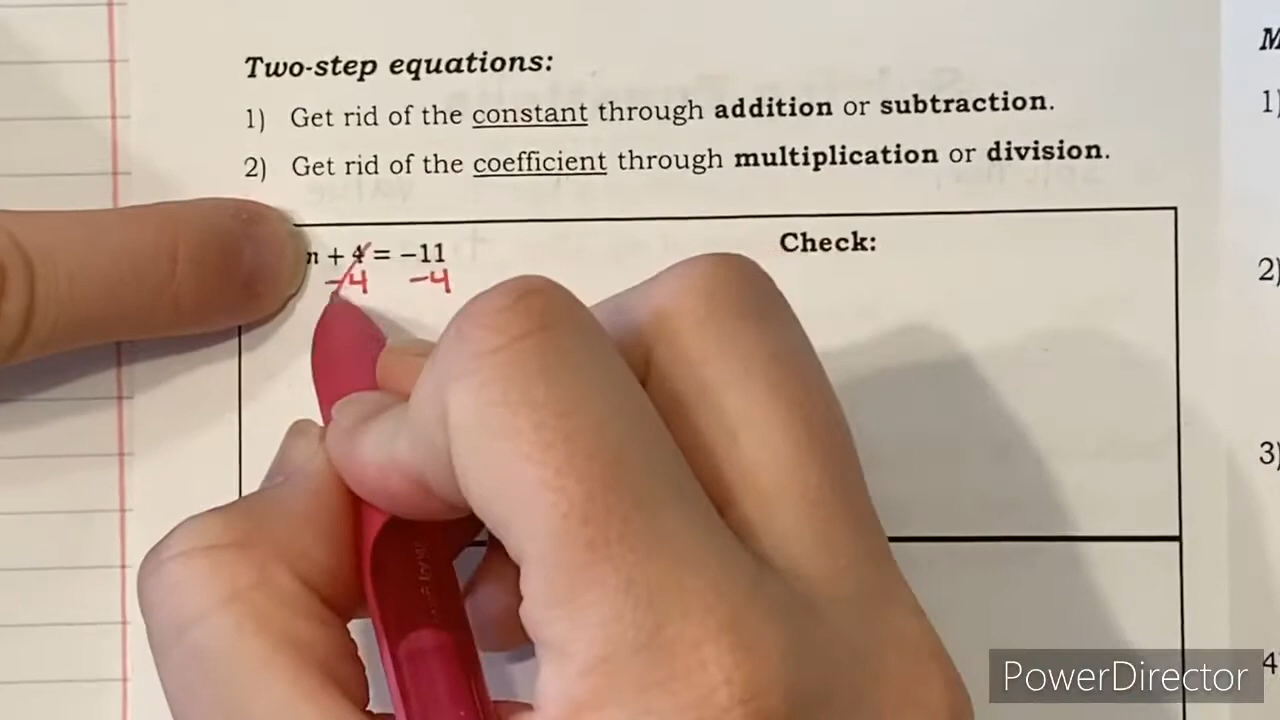 Two-step equations:
1) Get rid of the constant through addition or subtraction.
2) Get rid of the coefficient through multiplication or division.
n + 4 = −11
−4 −4
Check:
M
1)
2)
3)
4
PowerDirector